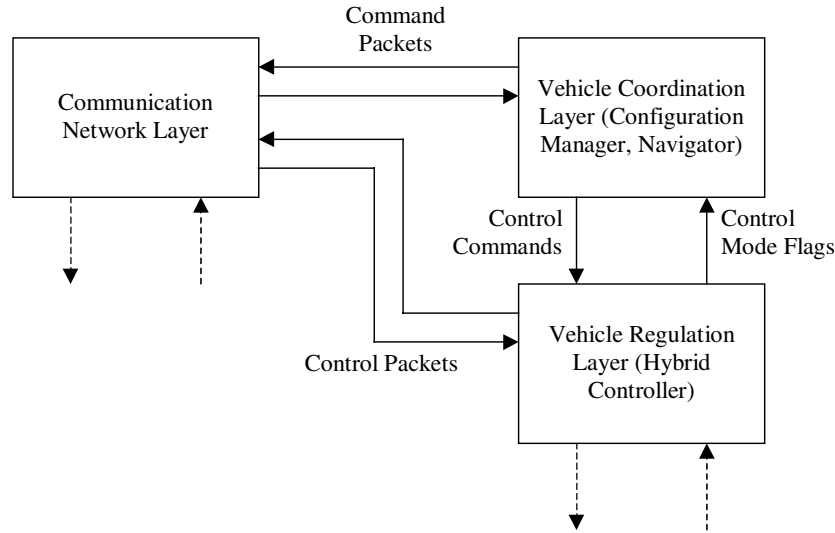 Command
Packets
Communication
Network Layer
Vehicle Coordination
Layer (Configuration
Manager, Navigator)
Control
Commands
Control
Mode Flags
Control Packets
Vehicle Regulation
Layer (Hybrid
Controller)